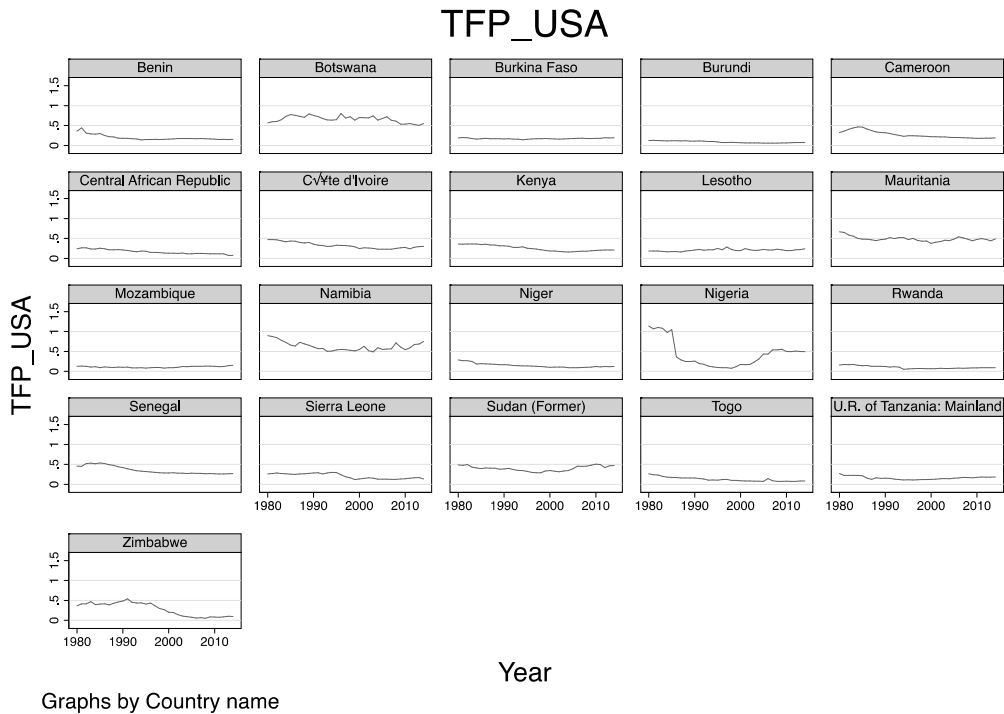 TFP_USA
Benin Botswana Burkina Faso Burundi Cameroon
0 .5 1 1.5
Central African Republic C√¥te d'Ivoire Kenya Lesotho Mauritania
0 .5 1 1.5
Mozambique Namibia Niger Nigeria Rwanda
0 .5 1 1.5
Senegal Sierra Leone Sudan (Former) Togo U.R. of Tanzania: Mainland
0 .5 1 1.5
1980 1990 2000 2010 1980 1990 2000 2010 1980 1990 2000 2010 1980 1990 2000 2010
Zimbabwe
0 .5 1 1.5
1980 1990 2000 2010
TFP_USA
Year
Graphs by Country name